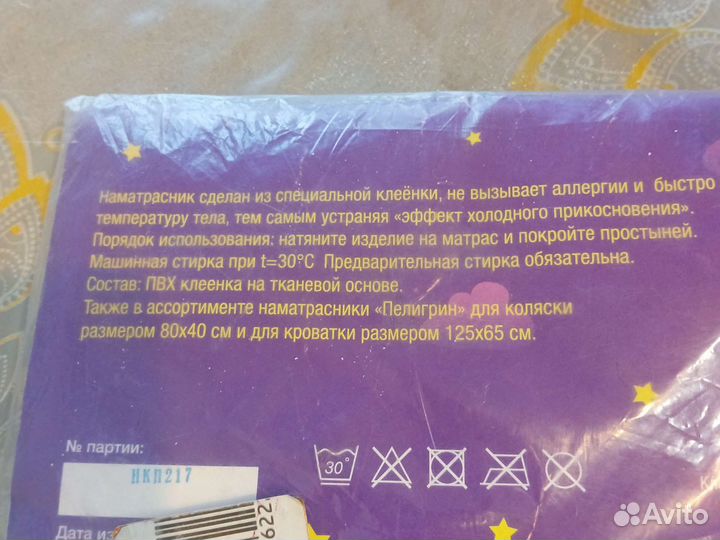 Наматрасник сделан из специальной клеёнки, не вызывает аллергии и быстро
температуру тела, тем самым устраняя «эффект холодного прикосновения».
Порядок использования: натяните изделие на матрас и покройте простыней.
Машинная стирка при t=30°C Предварительная стирка обязательна.
Состав: ПВХ клеенка на тканевой основе.
Также в ассортименте наматрасники «Пелигрин» для коляски
размером 80х40 см и для кроватки размером 125х65 см.
№ партии:
НКП217
30°
Дата из
622
Avito